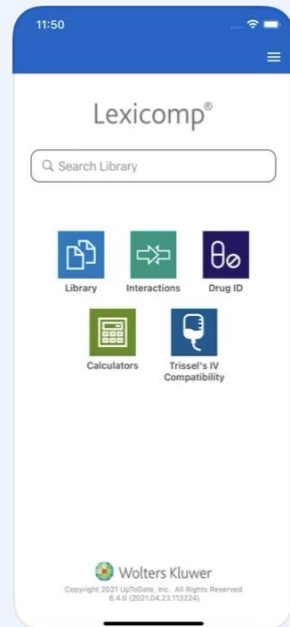 11:50
Lexicomp®
Search Library
Library Interactions Drug ID
Calculators Trissel's IV
Compatibility
Wolters Kluwer
Copyright 2021 UpToDate, Inc. All Rights Reserved
6.4.0 (2021.04.23.113224)